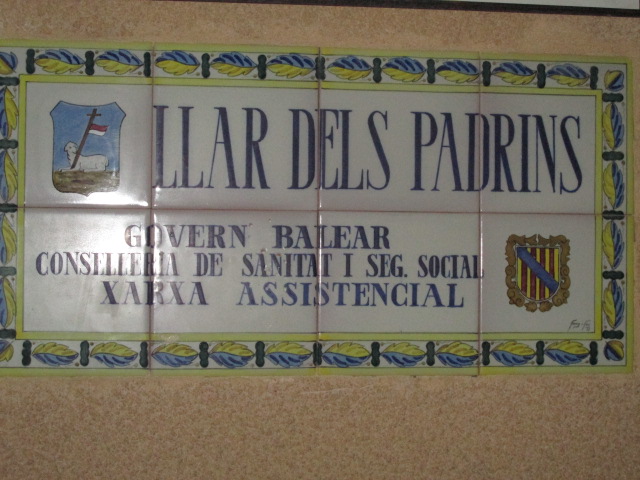 LLAR DELS PADRINS
GOVERN BALEAR
CONSELLERIA DE SANITAT I SEG. SOCIAL
XARXA ASSISTENCIAL